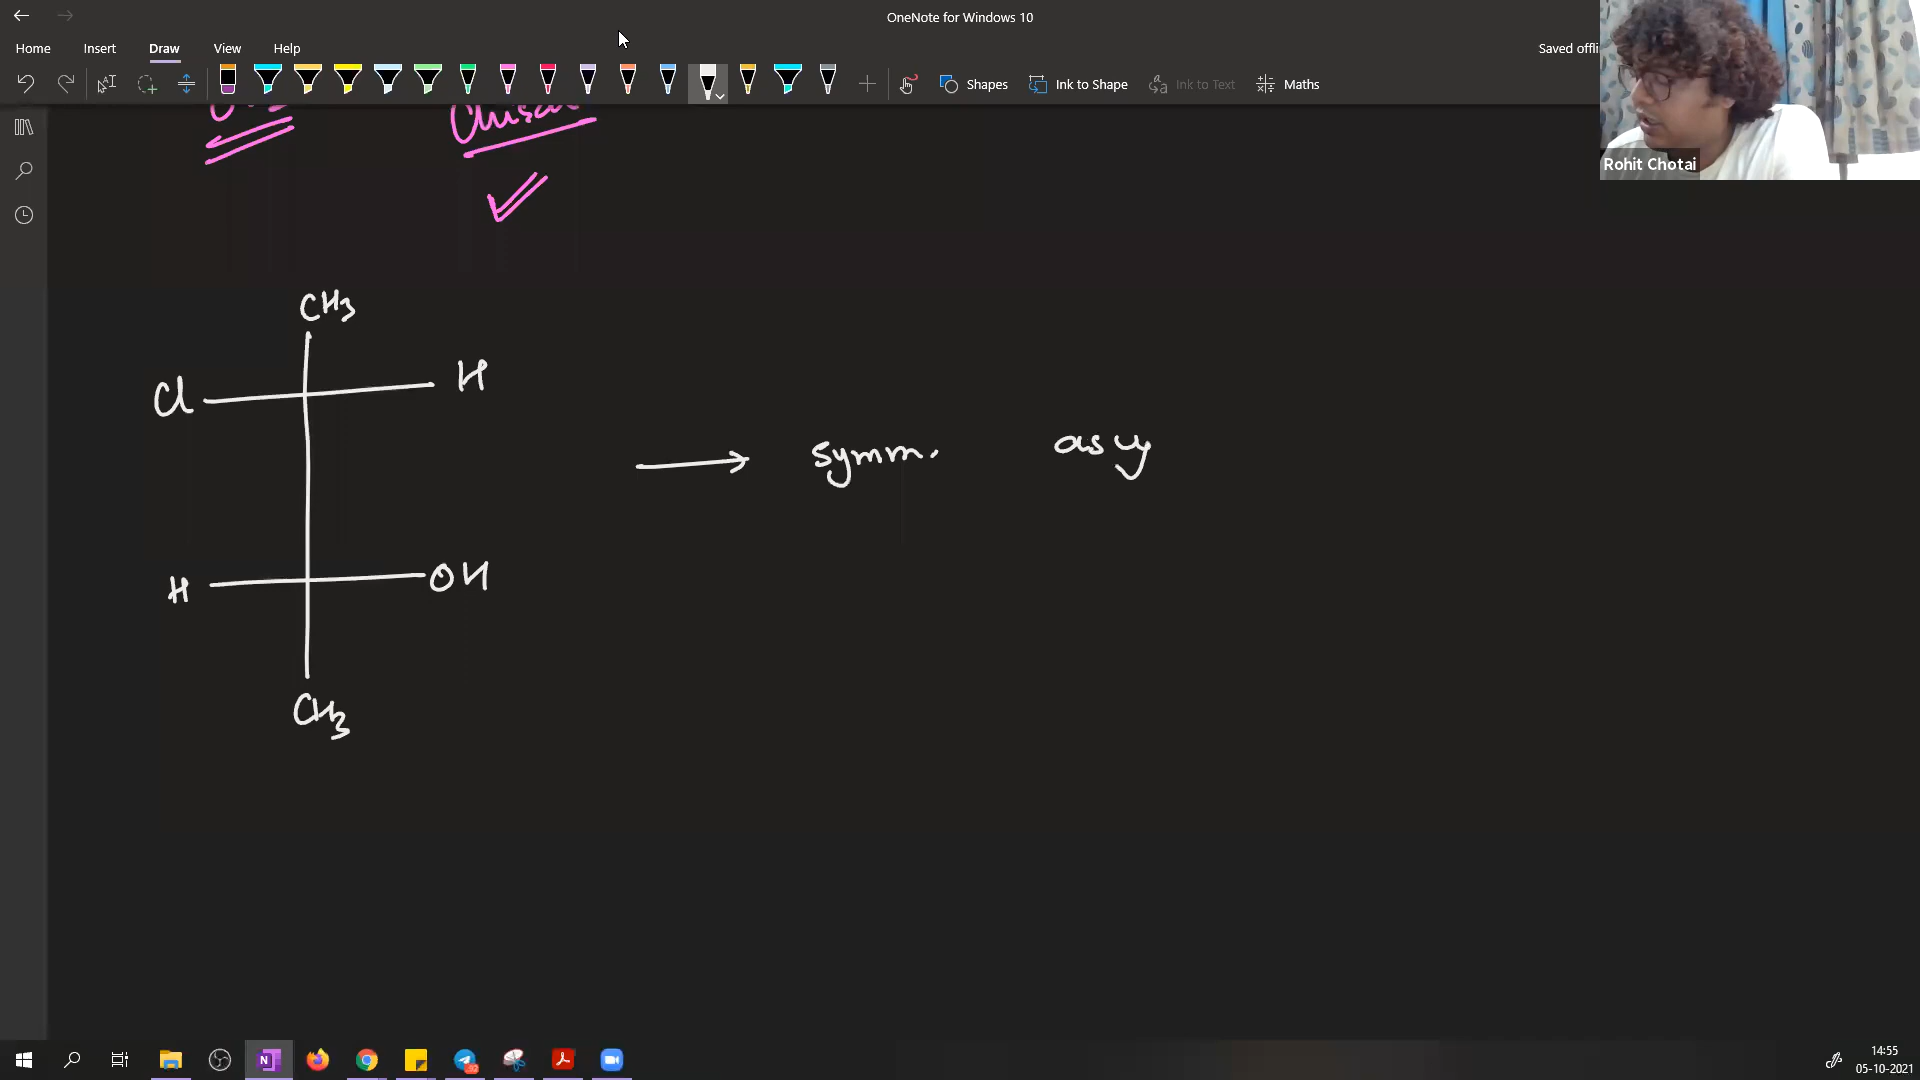 OneNote for Windows 10
Home Insert Draw View Help
Saved offli
Shapes Ink to Shape Ink to Text Maths
Rohit Chotai
CH3
Cl H
symm. asy
H OH
CH3
14:55
05-10-2021